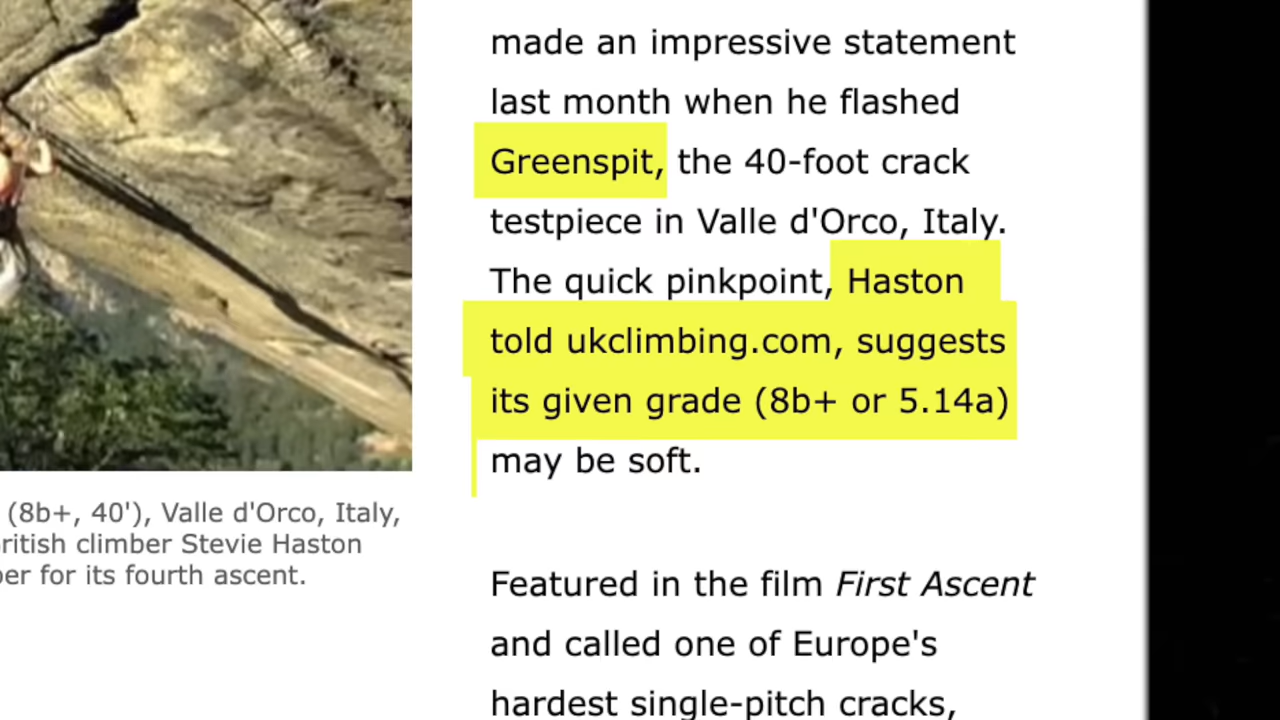 made an impressive statement
last month when he flashed
Greenspit, the 40-foot crack
testpiece in Valle d'Orco, Italy.
The quick pinkpoint, Haston
told ukclimbing.com, suggests
its given grade (8b+ or 5.14a)
may be soft.
Featured in the film First Ascent
and called one of Europe's
hardest single-pitch cracks,
(8b+, 40'), Valle d'Orco, Italy,
ritish climber Stevie Haston
er for its fourth ascent.